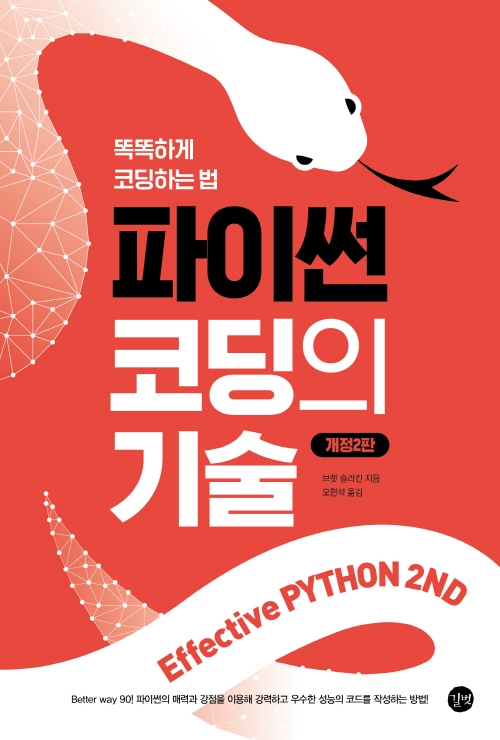 똑똑하게
코딩하는 법
파이썬
코딩의
기술
개정2판
브렛 슬라킨 지음
오현석 옮김
Effective PYTHON 2ND
Better way 90! 파이썬의 매력과 강점을 이용해 강력하고 우수한 성능의 코드를 작성하는 방법!
길벗